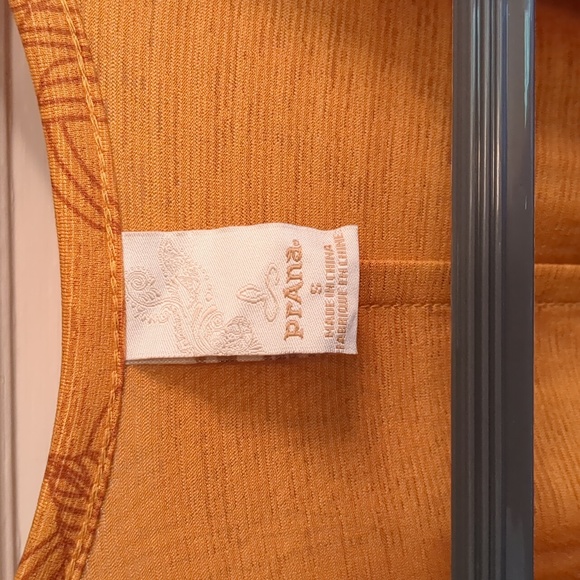 prAna®
S
MADE IN CHINA
FABRIQUÉ EN CHINE